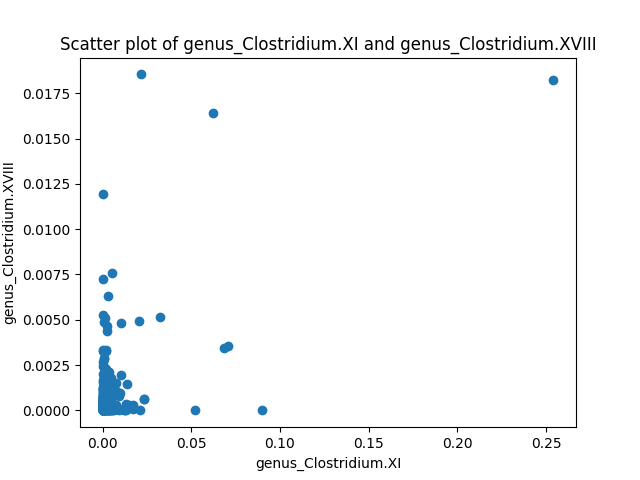 Scatter plot of genus_Clostridium.XI and genus_Clostridium.XVIII
genus_Clostridium.XVIII
0.0175
0.0150
0.0125
0.0100
0.0075
0.0050
0.0025
0.0000
0.00 0.05 0.10 0.15 0.20 0.25
genus_Clostridium.XI